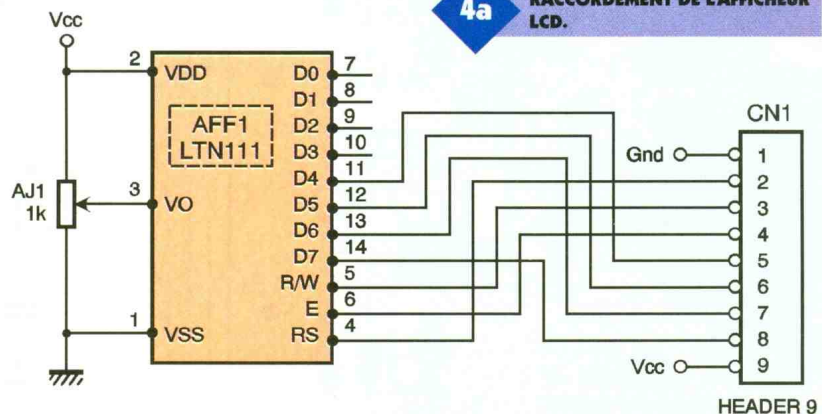 4a
RACCORDEMENT DE L'AFFICHEUR
LCD.
Vcc
2
VDD
AFF1
LTN111
AJ1
1k
3
VO
1
VSS
D0 7
D1 8
D2 9
D3 10
D4 11
D5 12
D6 13
D7 14
R/W 5
E 6
RS 4
CN1
Gnd
1
2
3
4
5
6
7
8
Vcc
9
HEADER 9